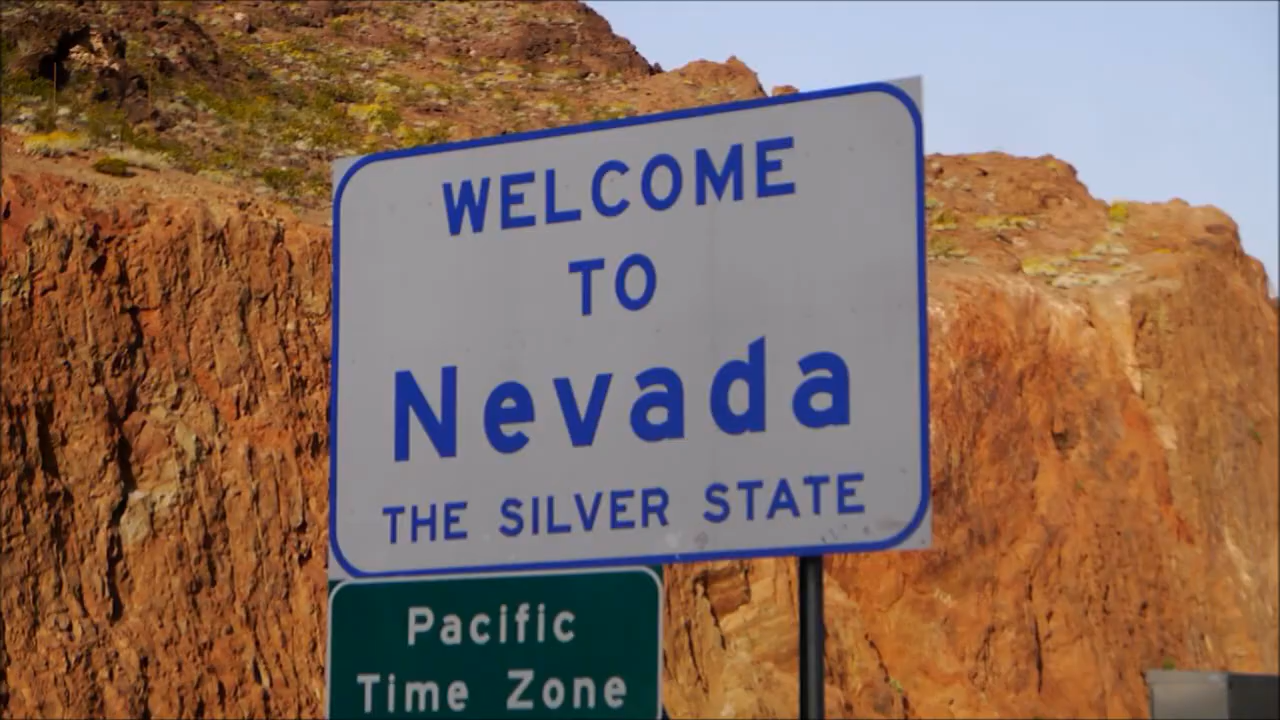 WELCOME
TO
Nevada
THE SILVER STATE
Pacific
Time Zone